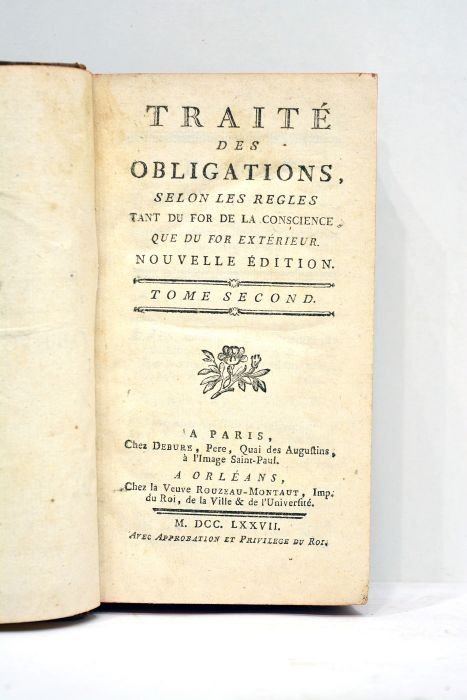 TRAITÉ
DES
OBLIGATIONS,
SELON LES REGLES
TANT DU FOR DE LA CONSCIENCE
QUE DU FOR EXTÉRIEUR.
NOUVELLE ÉDITION.
TOME SECOND.
A PARIS,
Chez DEBURE, Pere, Quai des Augustins,
à l'Image Saint-Paul.
A ORLÉANS,
Chez la Veuve ROUZEAU-MONTAUT, Imp.
du Roi, de la Ville & de l'Université.
M. DCC. LXXVII.
AVEC APPROBATION ET PRIVILEGE DU ROI.